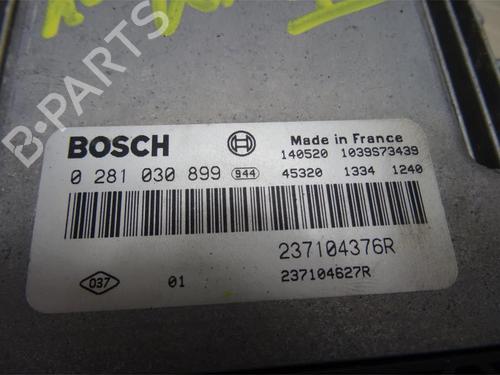 B-PARTS
BOSCH
Made in France
140520 1039S73439
0 281 030 899 944
45320 1334 1240
237104376R
037 01
237104627R